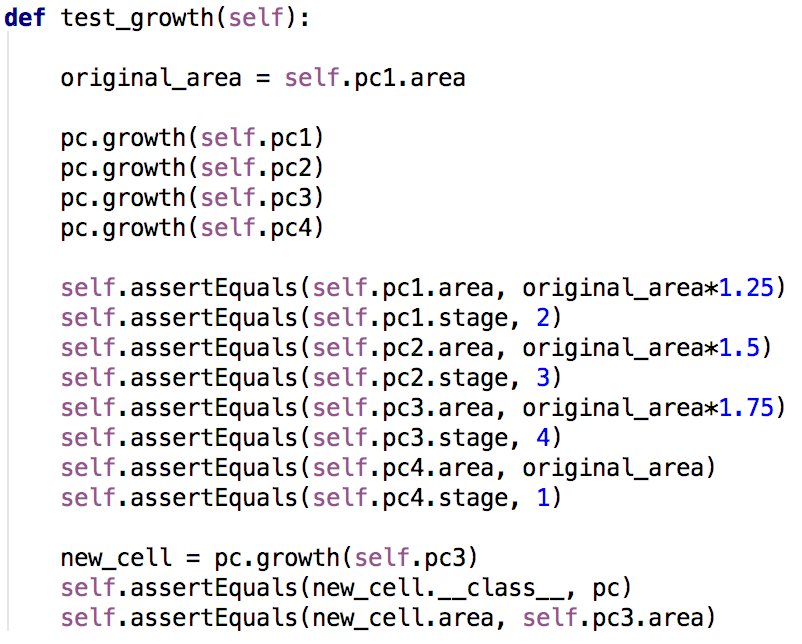 def test_growth(self):
original_area = self.pc1.area
pc.growth(self.pc1)
pc.growth(self.pc2)
pc.growth(self.pc3)
pc.growth(self.pc4)
self.assertEquals(self.pc1.area, original_area*1.25)
self.assertEquals(self.pc1.stage, 2)
self.assertEquals(self.pc2.area, original_area*1.5)
self.assertEquals(self.pc2.stage, 3)
self.assertEquals(self.pc3.area, original_area*1.75)
self.assertEquals(self.pc3.stage, 4)
self.assertEquals(self.pc4.area, original_area)
self.assertEquals(self.pc4.stage, 1)
new_cell = pc.growth(self.pc3)
self.assertEquals(new_cell.__class__, pc)
self.assertEquals(new_cell.area, self.pc3.area)